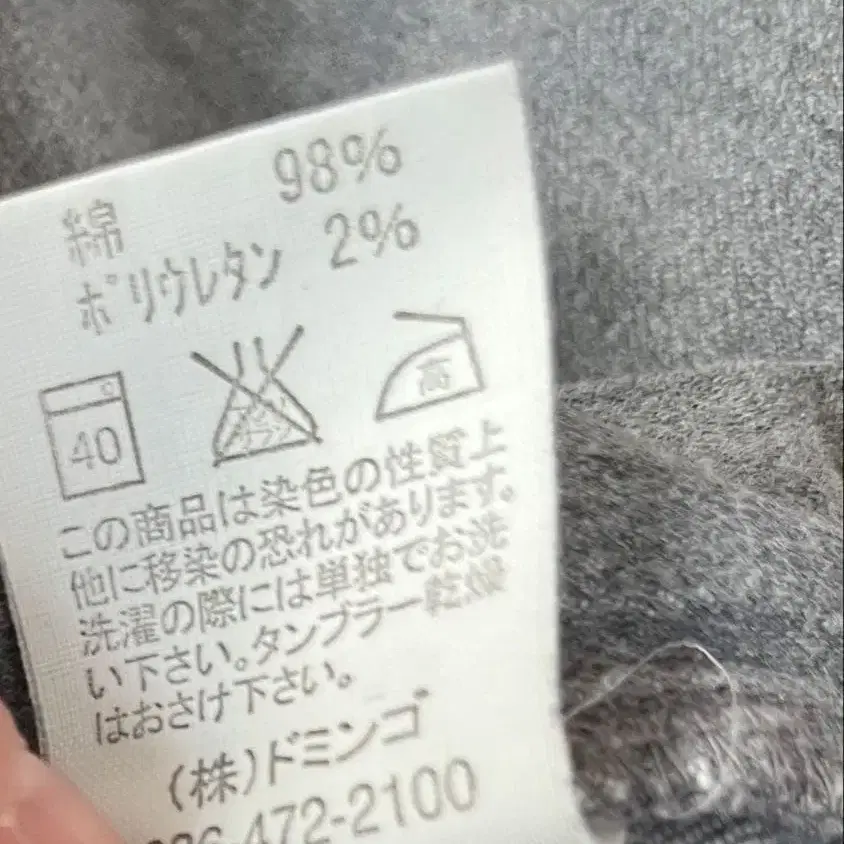 綿 98%
ポリウレタン 2%
40
高
この商品は染色の性質上
他に移染の恐れがあります。
洗濯の際には単独でお洗
い下さい。タンブラー乾燥
はおさけ下さい。
(株)ドミンゴ
472-2100